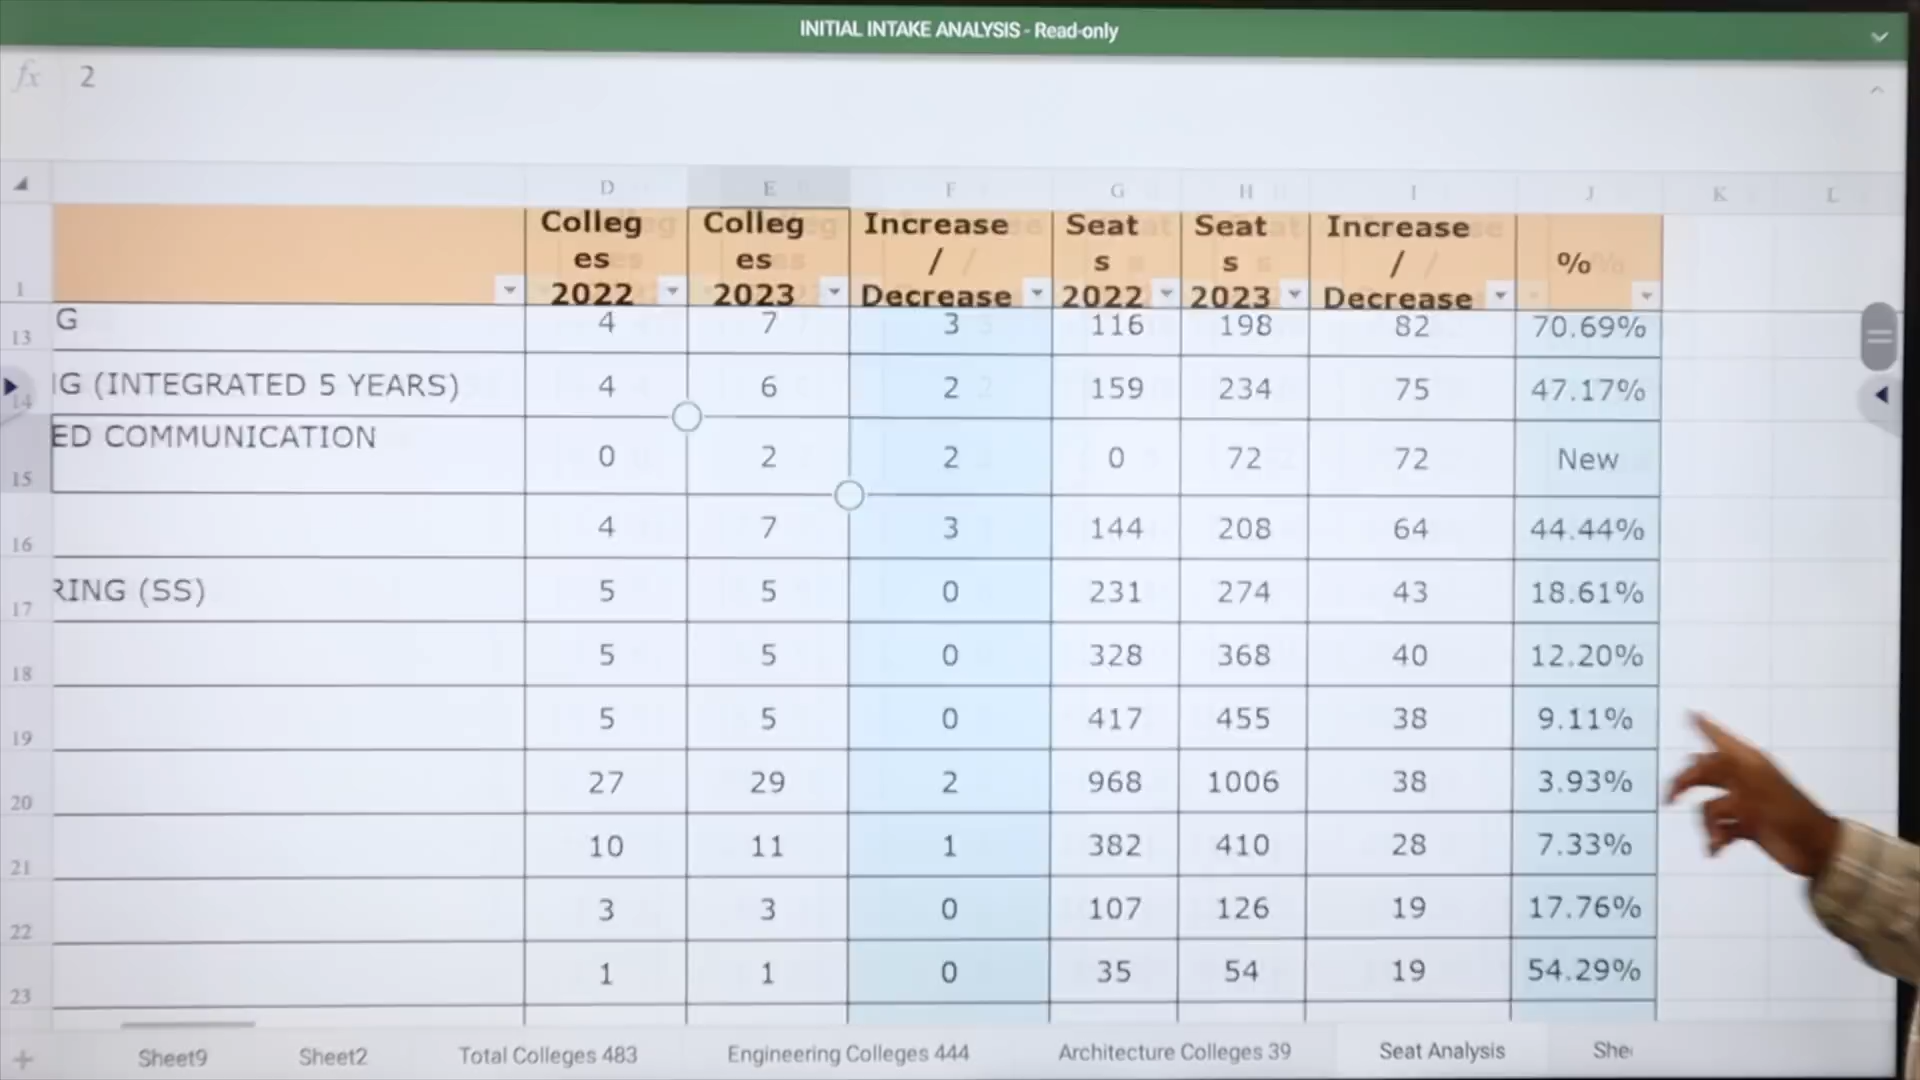 INITIAL INTAKE ANALYSIS - Read-only
fx 2
D E F G H I J K L
1 Colleges 2022 Colleges 2023 Increase / Decrease Seats 2022 Seats 2023 Increase / Decrease %
13 G 4 7 3 116 198 82 70.69%
14 IG (INTEGRATED 5 YEARS) 4 6 2 159 234 75 47.17%
15 ED COMMUNICATION 0 2 2 0 72 72 New
16 4 7 3 144 208 64 44.44%
17 RING (SS) 5 5 0 231 274 43 18.61%
18 5 5 0 328 368 40 12.20%
19 5 5 0 417 455 38 9.11%
20 27 29 2 968 1006 38 3.93%
21 10 11 1 382 410 28 7.33%
22 3 3 0 107 126 19 17.76%
23 1 1 0 35 54 19 54.29%
Sheet9 Sheet2 Total Colleges 483 Engineering Colleges 444 Architecture Colleges 39 Seat Analysis She